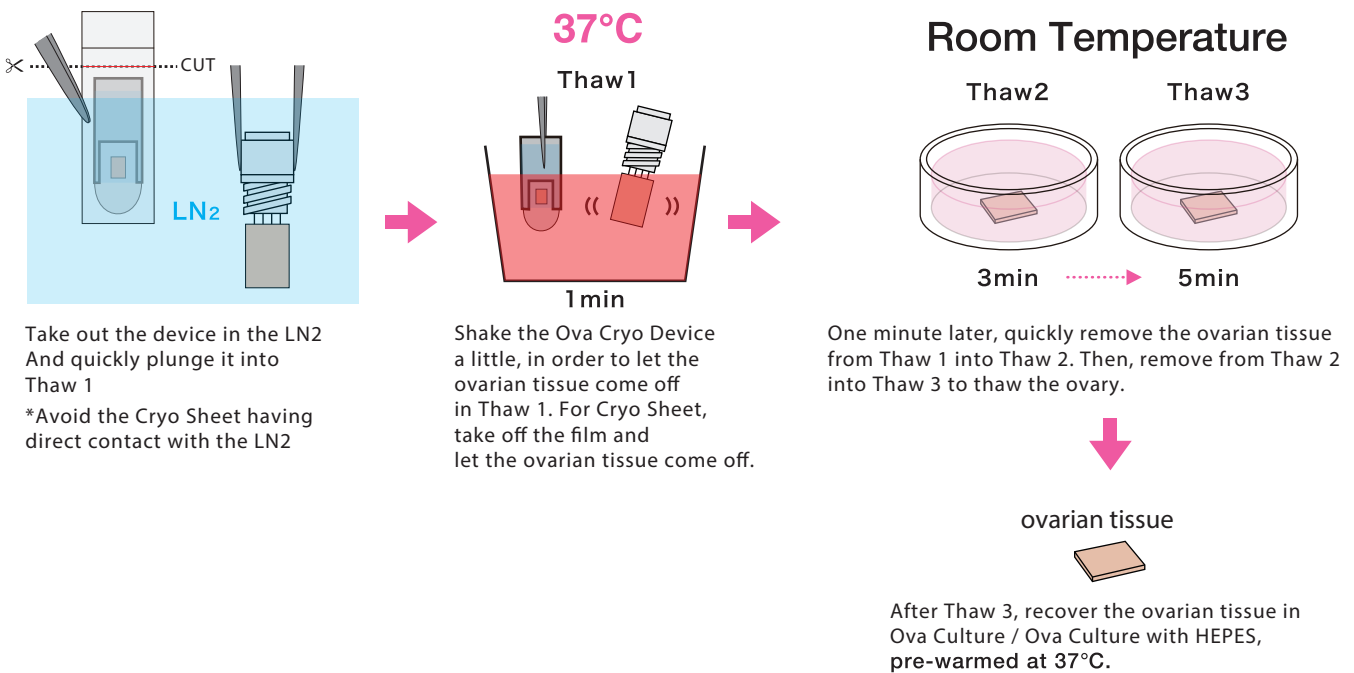 CUT
LN2
Take out the device in the LN2
And quickly plunge it into
Thaw 1
*Avoid the Cryo Sheet having
direct contact with the LN2
37°C
Thaw1
1min
Shake the Ova Cryo Device
a little, in order to let the
ovarian tissue come off
in Thaw 1. For Cryo Sheet,
take off the film and
let the ovarian tissue come off.
Room Temperature
Thaw2
Thaw3
3min
5min
One minute later, quickly remove the ovarian tissue
from Thaw 1 into Thaw 2. Then, remove from Thaw 2
into Thaw 3 to thaw the ovary.
ovarian tissue
After Thaw 3, recover the ovarian tissue in
Ova Culture / Ova Culture with HEPES,
pre-warmed at 37°C.